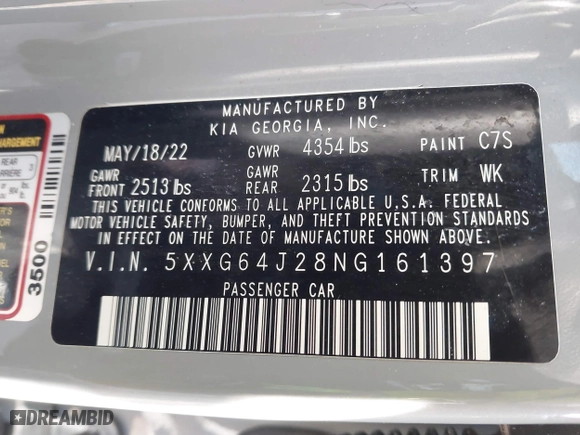 MANUFACTURED BY
KIA GEORGIA, INC.
MAY/18/22 GVWR 4354 lbs PAINT C7S
GAWR FRONT 2513 lbs GAWR REAR 2315 lbs TRIM WK
THIS VEHICLE CONFORMS TO ALL APPLICABLE U.S.A. FEDERAL
MOTOR VEHICLE SAFETY, BUMPER, AND THEFT PREVENTION STANDARDS
IN EFFECT ON THE DATE OF MANUFACTURE SHOWN ABOVE.
V.I.N. 5XXG64J28NG161397
PASSENGER CAR
REAR
3500
DREAMBID